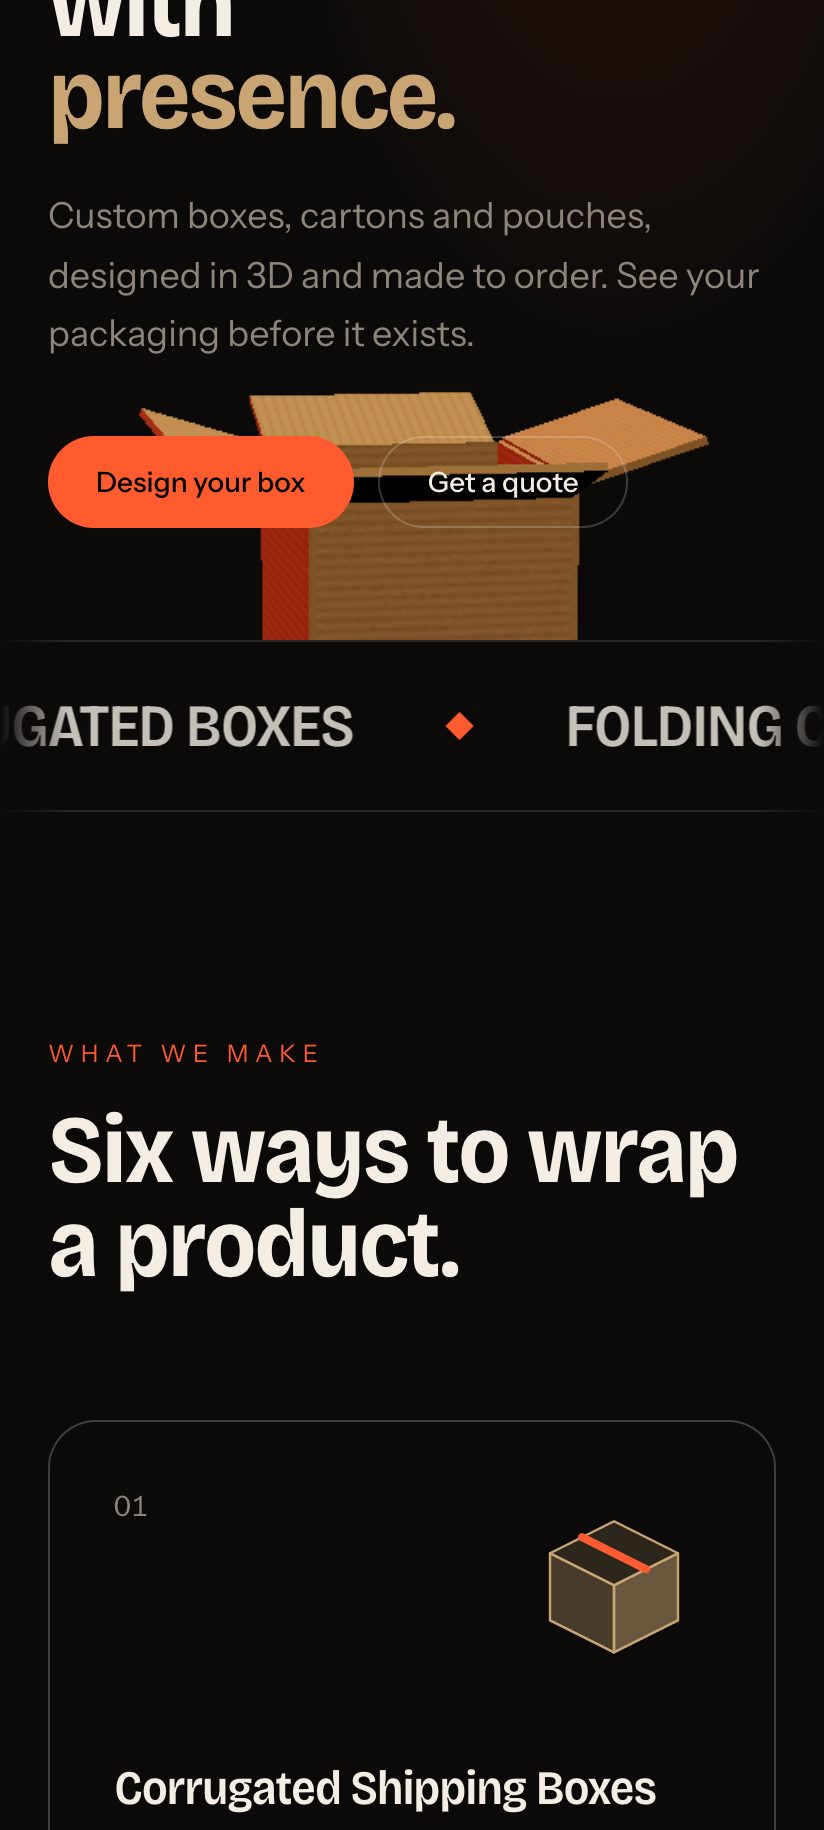 with
presence.
Custom boxes, cartons and pouches,
designed in 3D and made to order. See your
packaging before it exists.
Design your box
Get a quote
UGATED BOXES ◆ FOLDING C
WHAT WE MAKE
Six ways to wrap
a product.
01
Corrugated Shipping Boxes